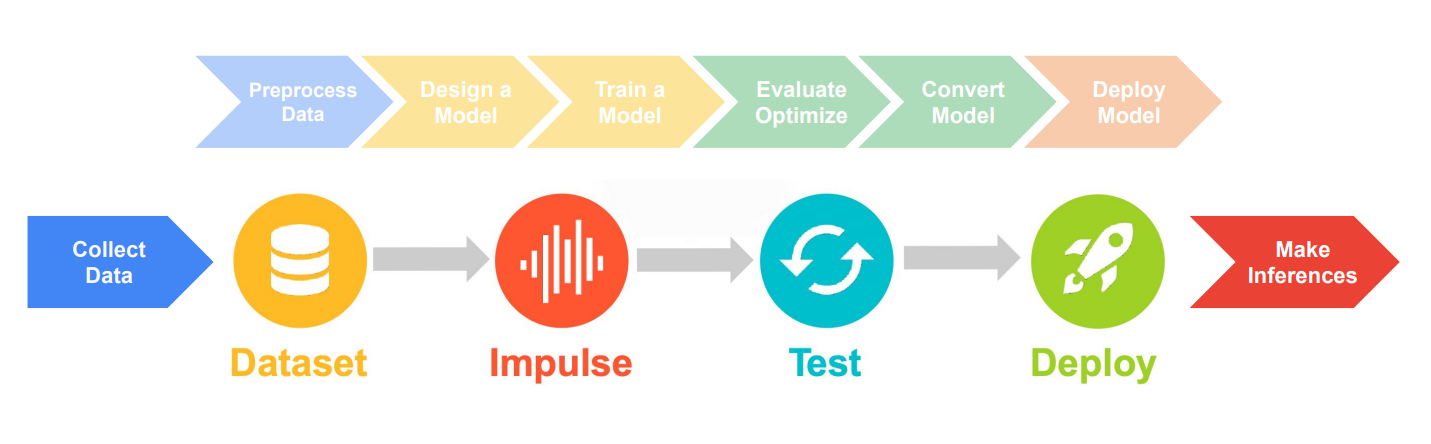 Preprocess
Data
Design a
Model
Train a
Model
Evaluate
Optimize
Convert
Model
Deploy
Model
Collect
Data
Make
Inferences
Dataset
Impulse
Test
Deploy